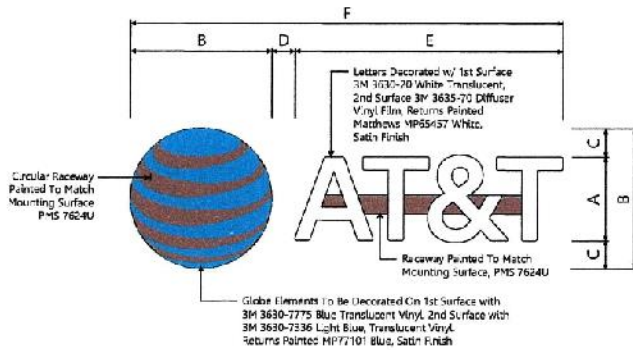 F
B
D
E
Letters Decorated w/ 1st Surface
3M 3630-20 White Translucent,
2nd Surface 3M 3635-70 Diffuser
Vinyl Film, Returns Painted
Matthews MP65457 White,
Satin Finish
Circular Raceway
Painted To Match
Mounting Surface
PMS 7624U
AT&T
C
A
B
C
Raceway Painted To Match
Mounting Surface, PMS 7624U
Globe Elements To Be Decorated On 1st Surface with
3M 3630-7775 Blue Translucent Vinyl, 2nd Surface with
3M 3630-7336 Light Blue, Translucent Vinyl.
Returns Painted MP77101 Blue, Satin Finish